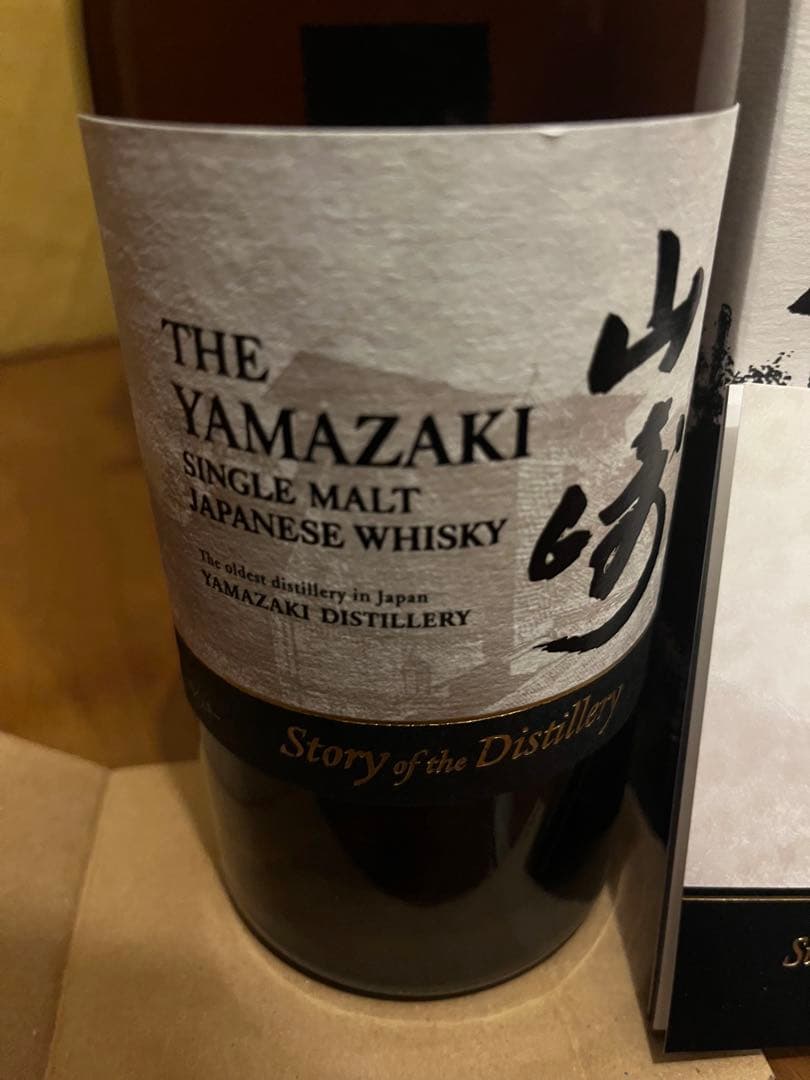 THE
YAMAZAKI
SINGLE MALT
JAPANESE WHISKY
The oldest distillery in Japan
YAMAZAKI DISTILLERY
山崎
Story of the Distillery